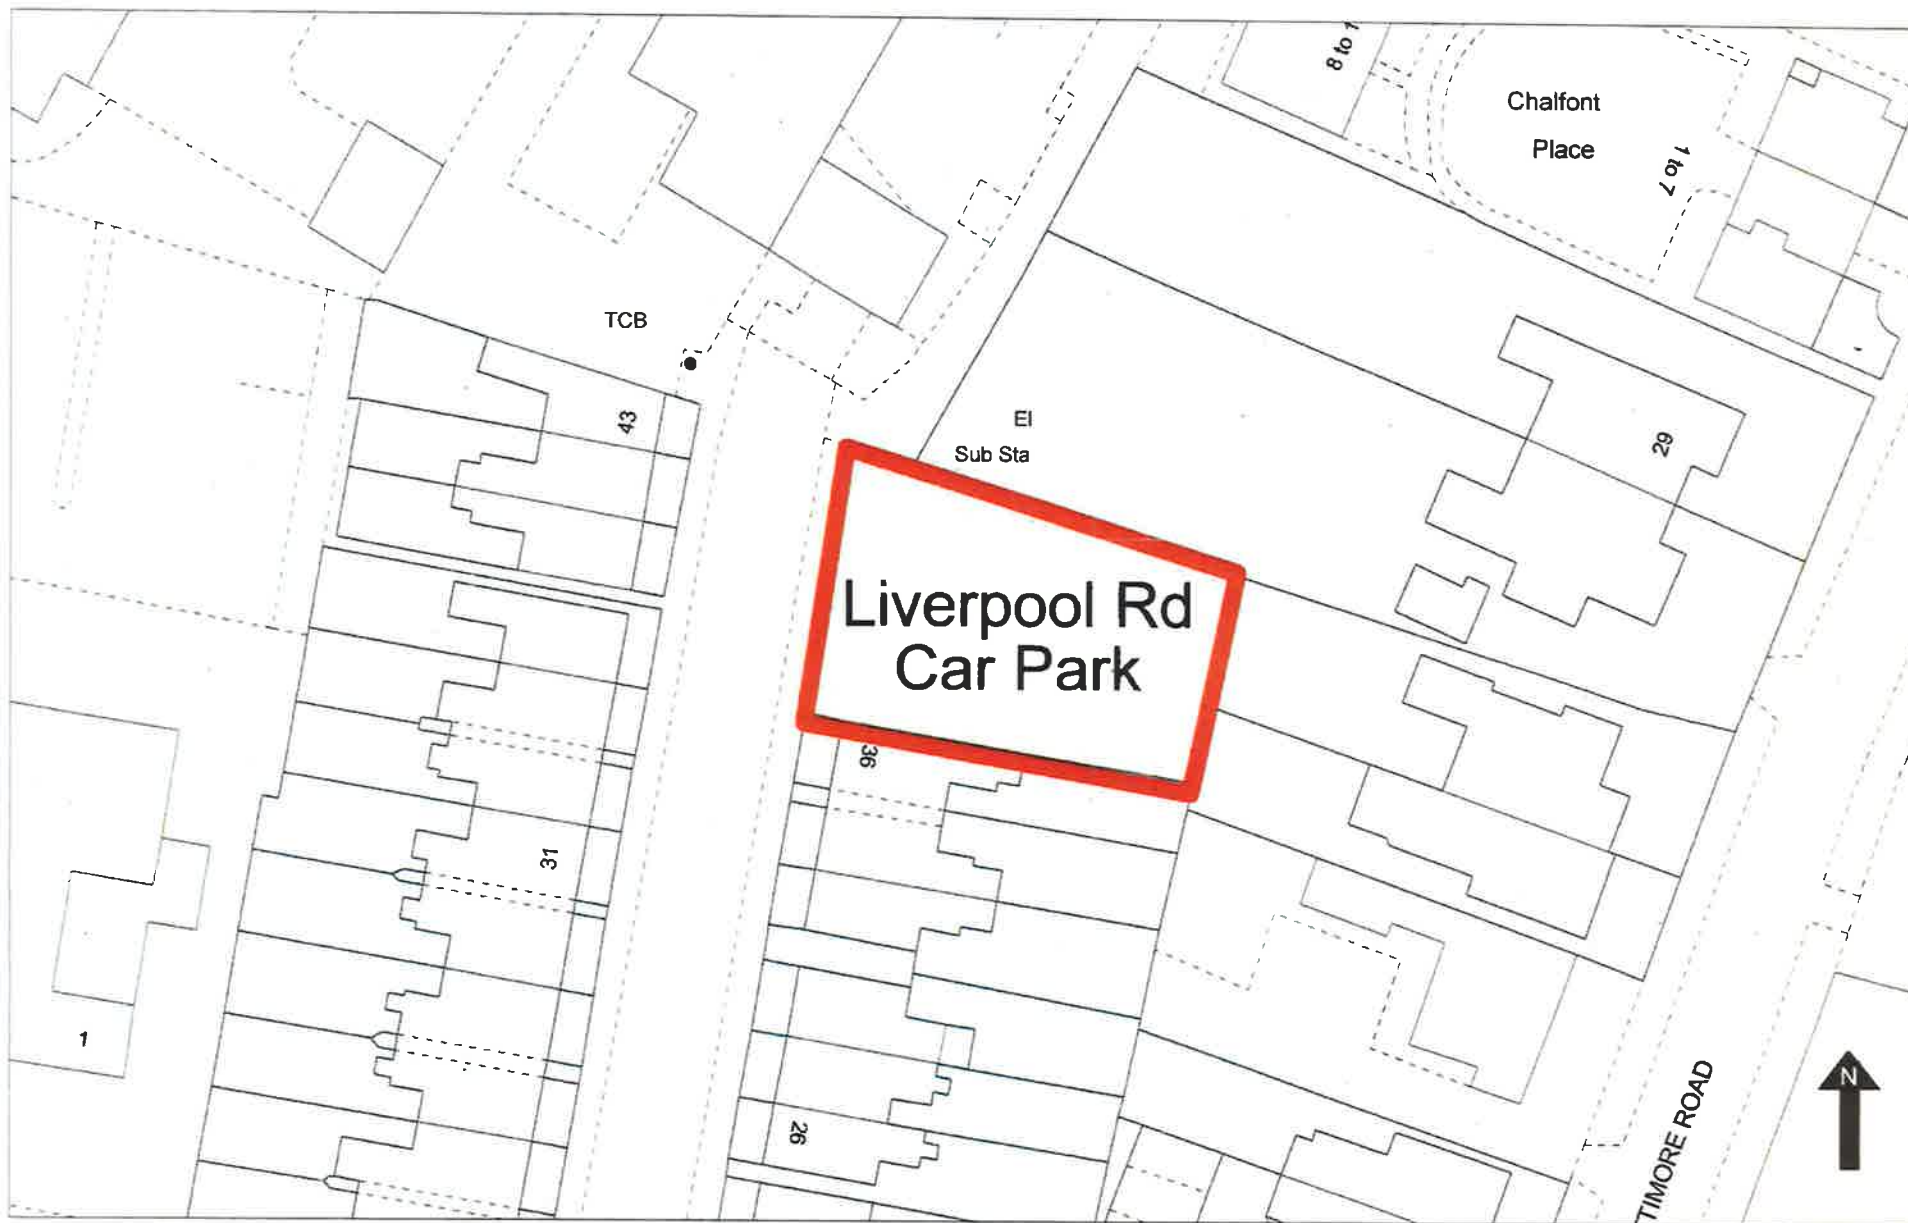 8 to 1
Chalfont
Place
1 to 7
TCB
43
El
Sub Sta
29
Liverpool Rd
Car Park
36
31
1
26
TIMORE ROAD
N